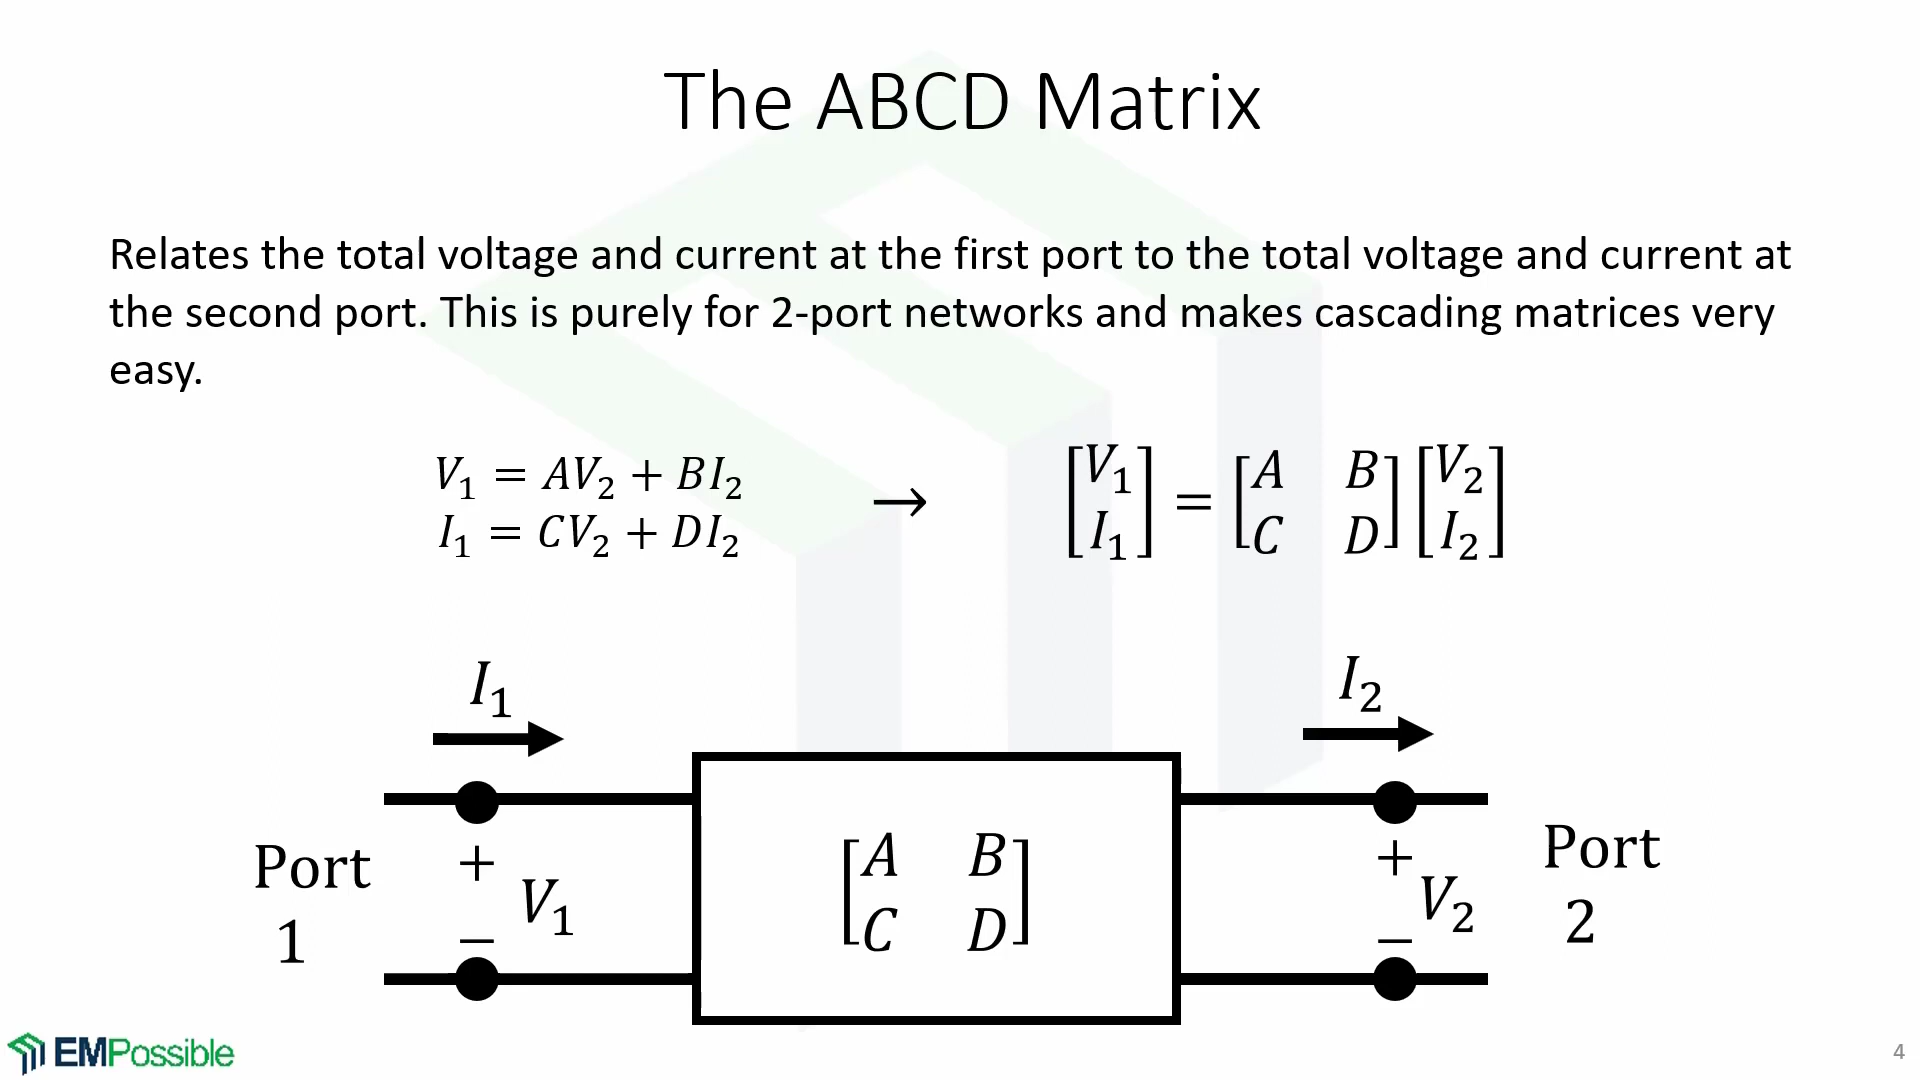 The ABCD Matrix
Relates the total voltage and current at the first port to the total voltage and current at
the second port. This is purely for 2-port networks and makes cascading matrices very
easy.
V₁ = AV₂ + BI₂
I₁ = CV₂ + DI₂
→
[V₁ I₁] = [A B C D] [V₂ I₂]
I₁
I₂
Port
1
+
V₁
−
[A B
C D]
+
V₂
−
Port
2
EMPossible
4